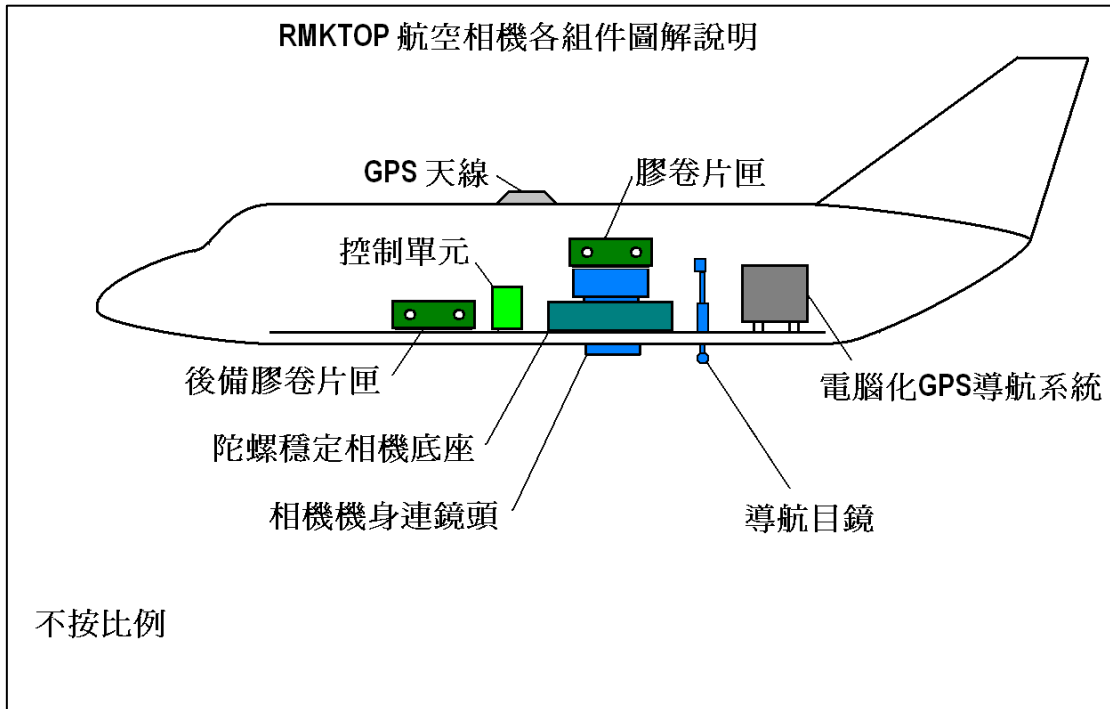 RMKTOP 航空相機各組件圖解說明
GPS 天線
膠卷片匣
控制單元
後備膠卷片匣
電腦化GPS導航系統
陀螺穩定相機底座
相機機身連鏡頭
導航目鏡
不按比例